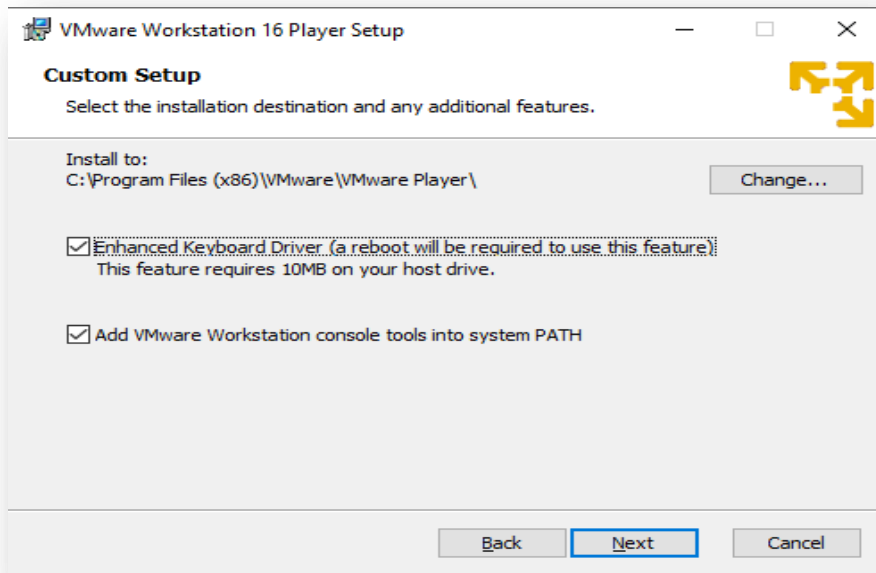 VMware Workstation 16 Player Setup
Custom Setup
Select the installation destination and any additional features.
Install to:
C:\Program Files (x86)\VMware\VMware Player\
Change...
Enhanced Keyboard Driver (a reboot will be required to use this feature)
This feature requires 10MB on your host drive.
Add VMware Workstation console tools into system PATH
Back Next Cancel